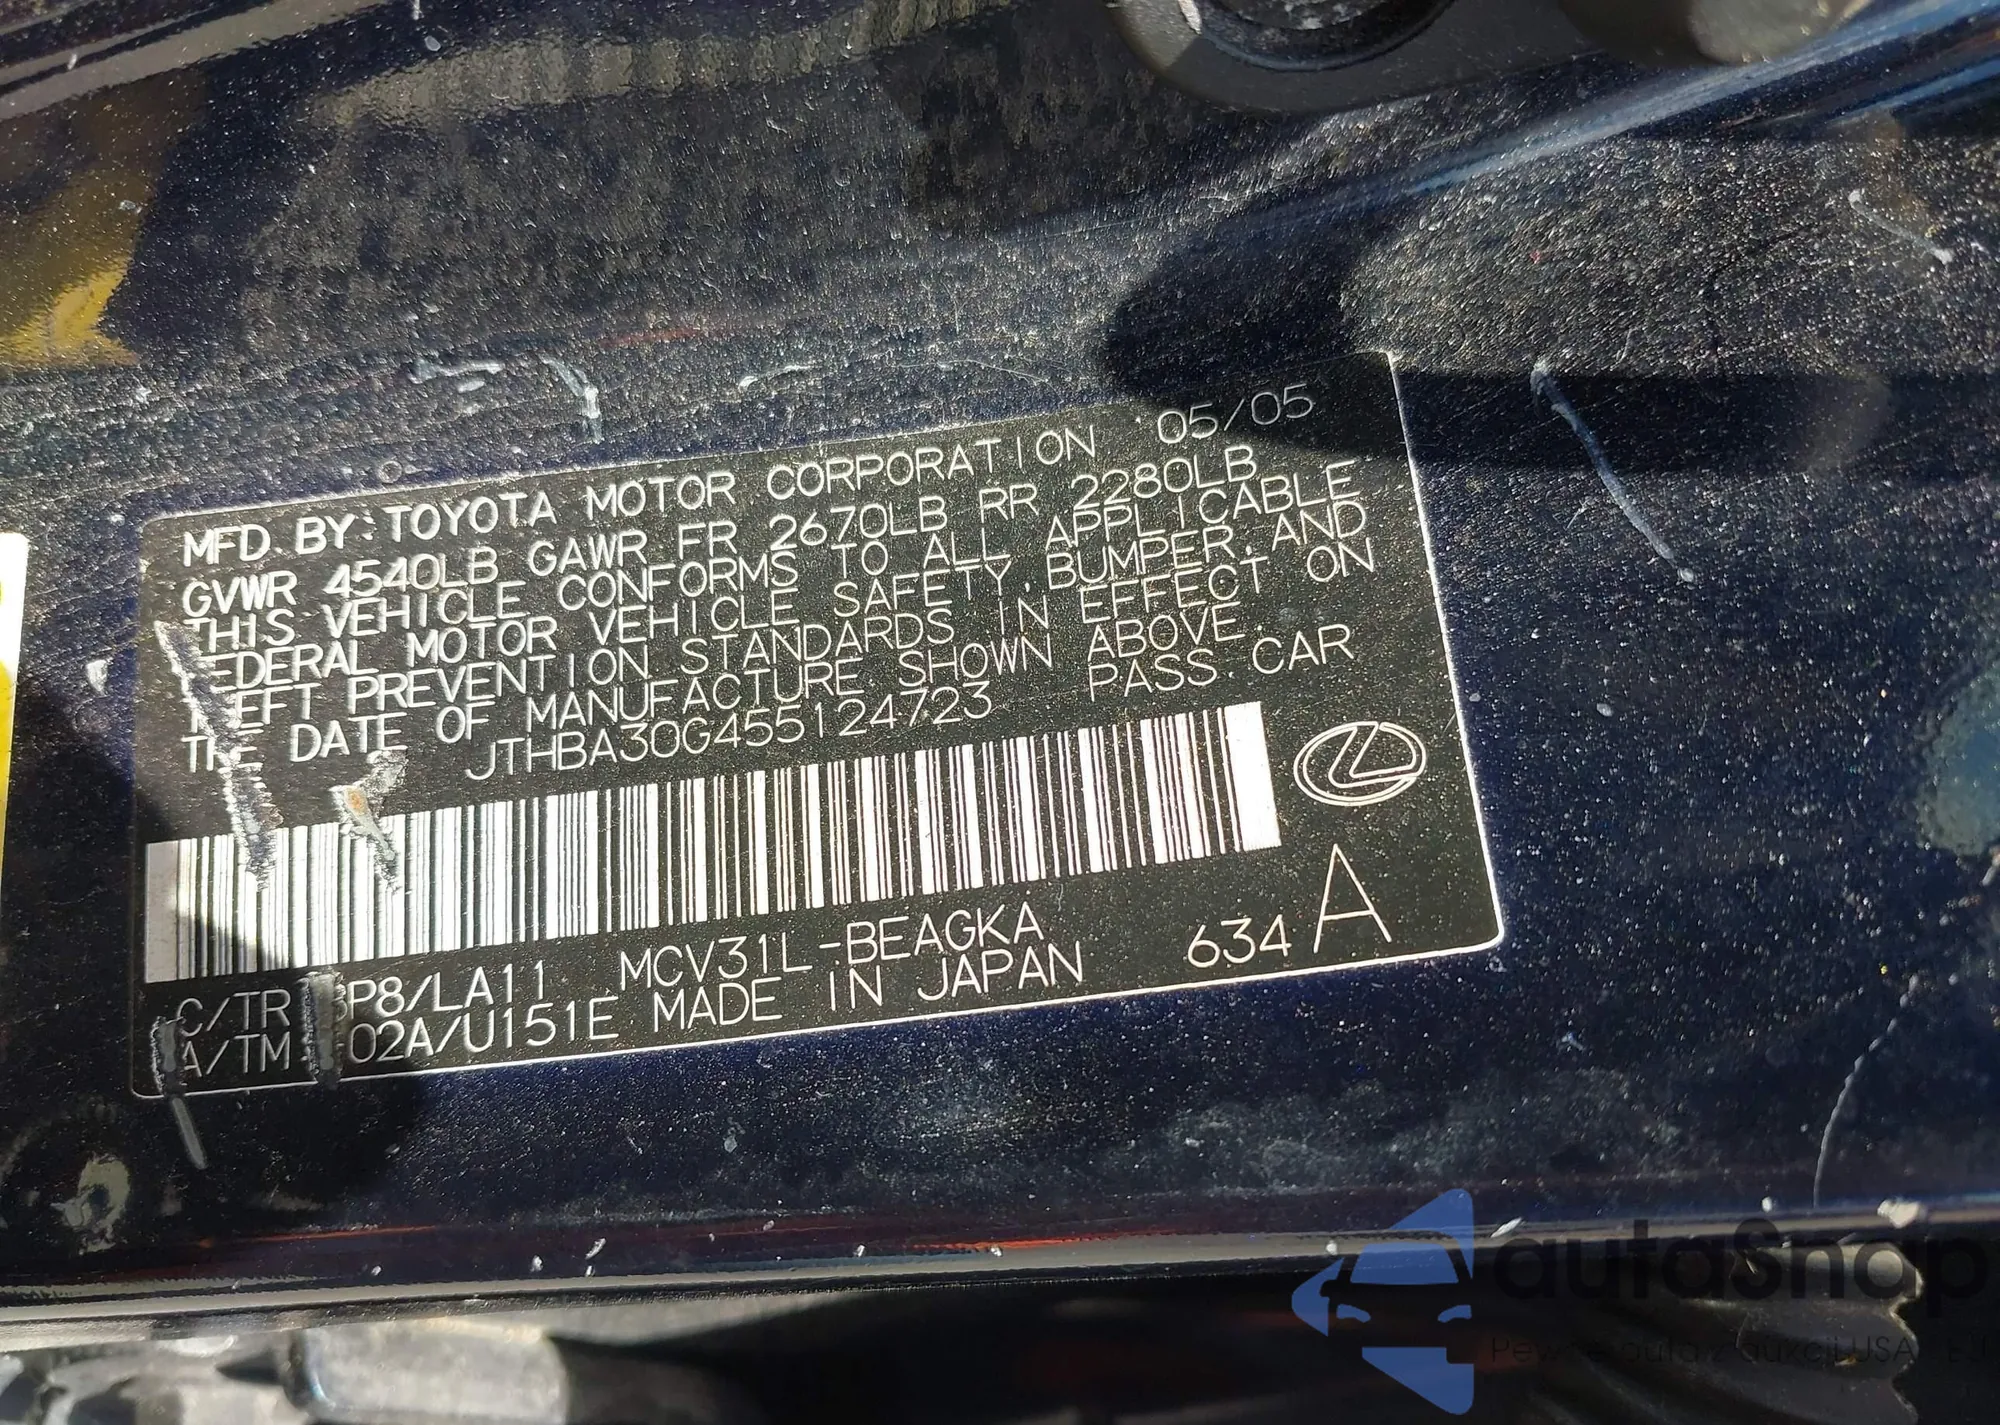 MFD. BY: TOYOTA MOTOR CORPORATION 05/05
GVWR 4540LB GAWR FR 2670LB RR 2280LB
THIS VEHICLE CONFORMS TO ALL APPLICABLE
FEDERAL MOTOR VEHICLE SAFETY, BUMPER, AND
THEFT PREVENTION STANDARDS IN EFFECT ON
THE DATE OF MANUFACTURE SHOWN ABOVE.
JTHBA30G455124723 PASS. CAR
C/TR 8P8/LA11 MCV31L-BEAGKA
A/TM 02A/U151E MADE IN JAPAN 634 A
autoSnap